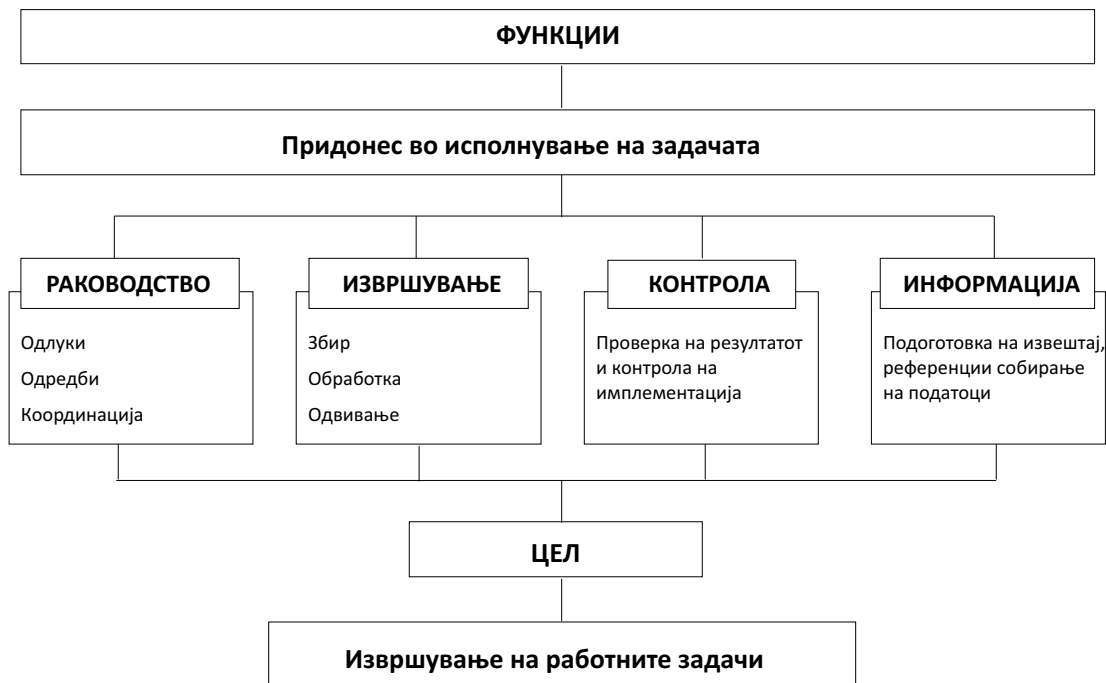 ФУНКЦИИ
Придонес во исполнување на задачата
РАКОВОДСТВО
Одлуки
Одредби
Координација
ИЗВРШУВАЊЕ
Збир
Обработка
Одвивање
КОНТРОЛА
Проверка на резултатот
и контрола на
имплементација
ИНФОРМАЦИЈА
Подоготовка на извештај,
референции собирање
на податоци
ЦЕЛ
Извршување на работните задачи